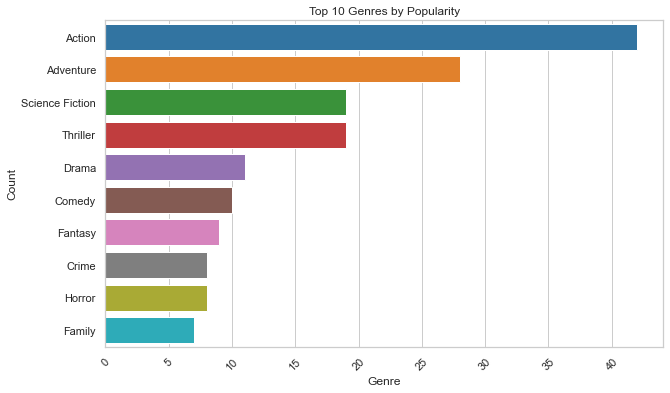 Top 10 Genres by Popularity
Count
Action
Adventure
Science Fiction
Thriller
Drama
Comedy
Fantasy
Crime
Horror
Family
0 5 10 15 20 25 30 35 40
Genre